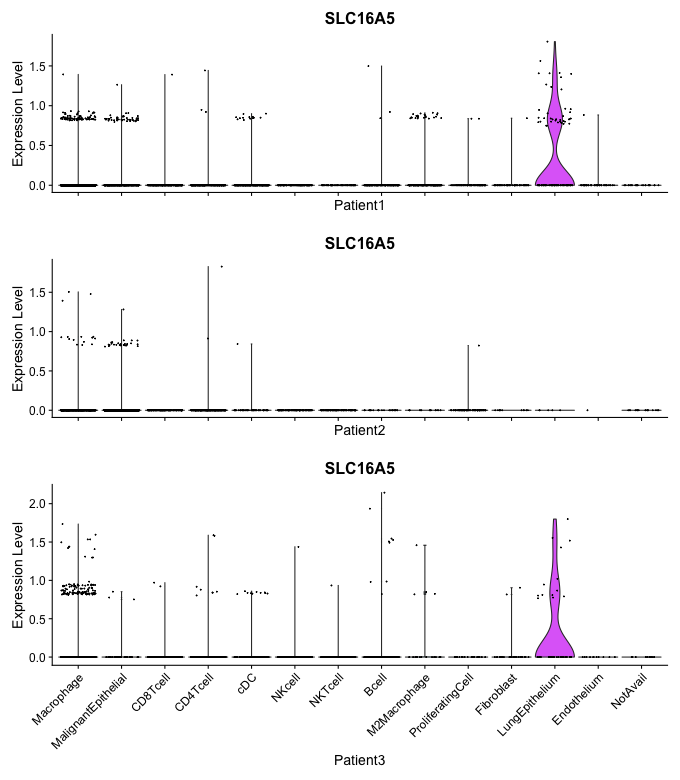 SLC16A5
Expression Level
1.5
1.0
0.5
0.0
Patient1
SLC16A5
Expression Level
1.5
1.0
0.5
0.0
Patient2
SLC16A5
Expression Level
2.0
1.5
1.0
0.5
0.0
Macrophage
MalignantEpithelial
CD8Tcell
CD4Tcell
cDC
NKcell
NKTcell
Bcell
M2Macrophage
ProliferatingCell
Fibroblast
LungEpithelium
Endothelium
NotAvail
Patient3